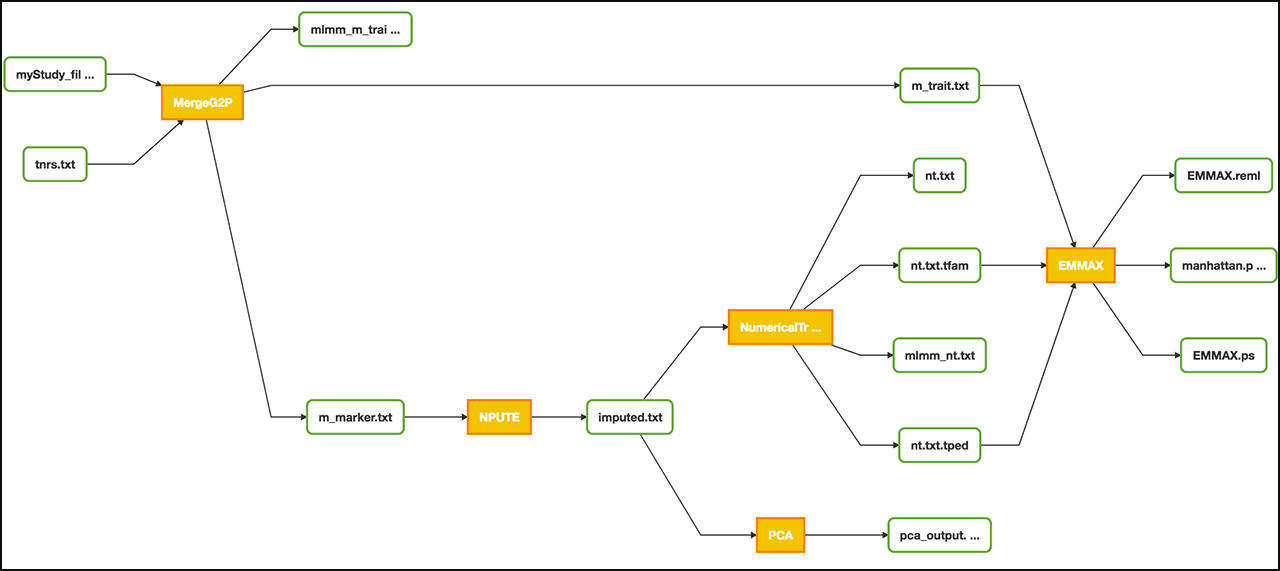 mlmm_m_trai ...
myStudy_fil ...
MergeG2P
m_trait.txt
tnrs.txt
nt.txt
EMMAX.reml
nt.txt.tfam
EMMAX
manhattan.p ...
NumericalTr ...
mlmm_nt.txt
EMMAX.ps
m_marker.txt
NPUTE
imputed.txt
nt.txt.tped
PCA
pca_output. ...